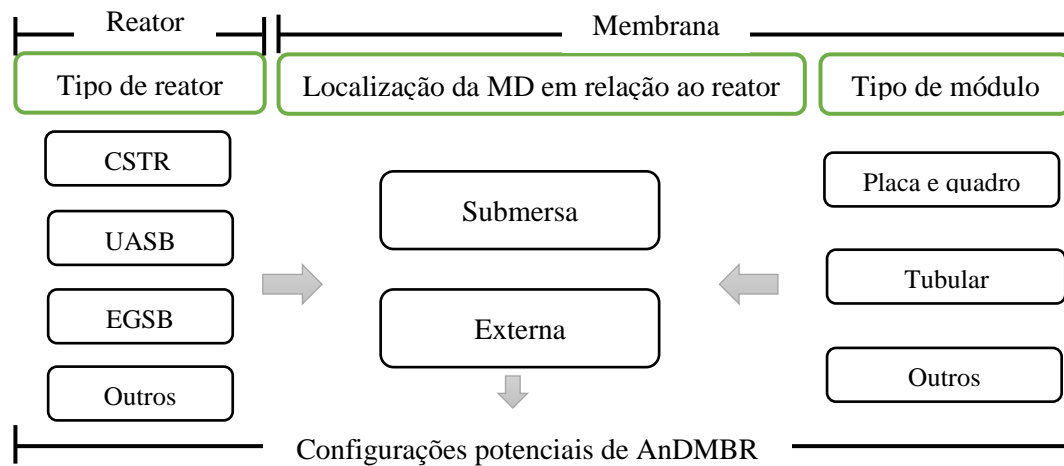 Reator
Membrana
Tipo de reator
Localização da MD em relação ao reator
Tipo de módulo
CSTR
UASB
EGSB
Outros
Submersa
Externa
Placa e quadro
Tubular
Outros
Configurações potenciais de AnDMBR